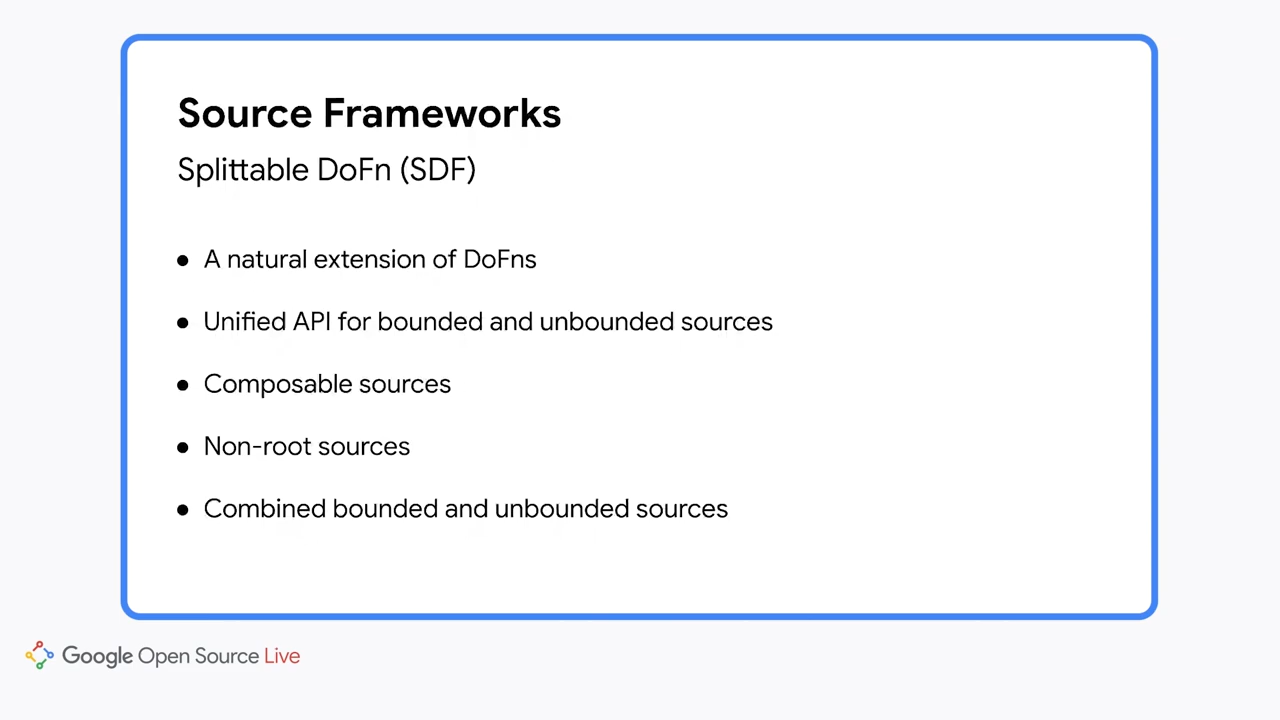 Source Frameworks
Splittable DoFn (SDF)
● A natural extension of DoFns
● Unified API for bounded and unbounded sources
● Composable sources
● Non-root sources
● Combined bounded and unbounded sources
Google Open Source Live